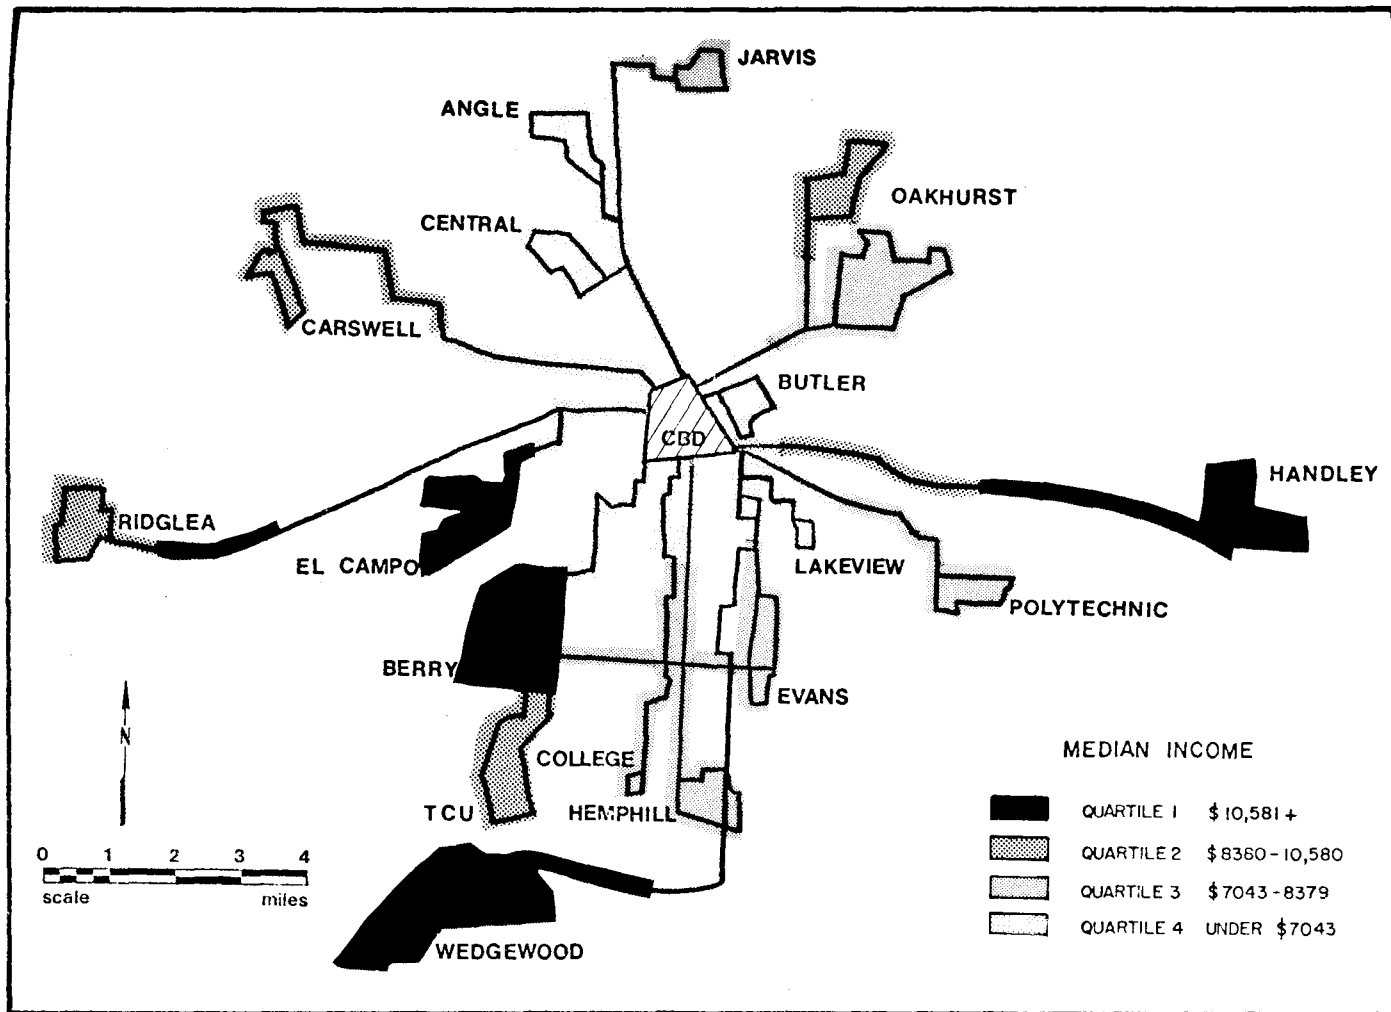 JARVIS
ANGLE
OAKHURST
CENTRAL
CARSWELL
BUTLER
CBD
HANDLEY
RIDGLEA
EL CAMPO
LAKEVIEW
POLYTECHNIC
BERRY
EVANS
COLLEGE
TCU
HEMPHILL
WEDGEWOOD
N
0 1 2 3 4
scale miles
MEDIAN INCOME
QUARTILE 1 $10,581 +
QUARTILE 2 $8360-10,580
QUARTILE 3 $7043-8379
QUARTILE 4 UNDER $7043